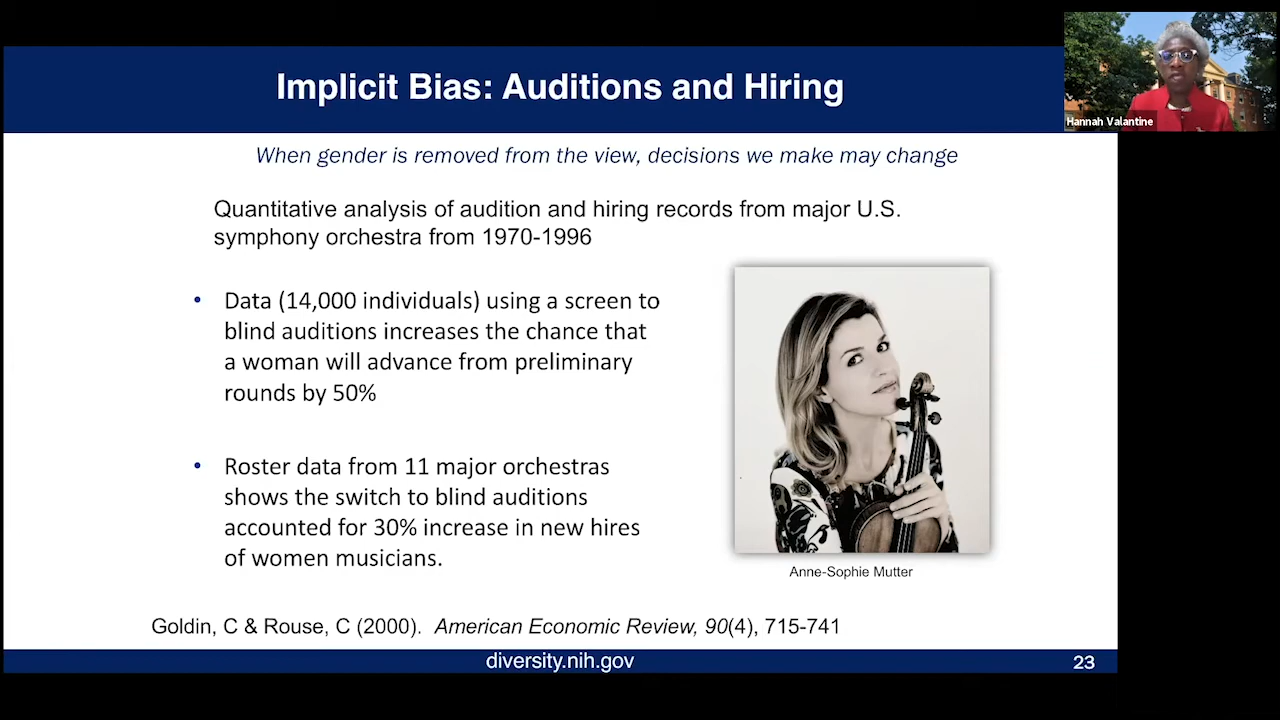 Implicit Bias: Auditions and Hiring
Hannah Valantine
When gender is removed from the view, decisions we make may change
Quantitative analysis of audition and hiring records from major U.S.
symphony orchestra from 1970-1996
• Data (14,000 individuals) using a screen to
blind auditions increases the chance that
a woman will advance from preliminary
rounds by 50%
• Roster data from 11 major orchestras
shows the switch to blind auditions
accounted for 30% increase in new hires
of women musicians.
Anne-Sophie Mutter
Goldin, C & Rouse, C (2000). American Economic Review, 90(4), 715-741
diversity.nih.gov
23